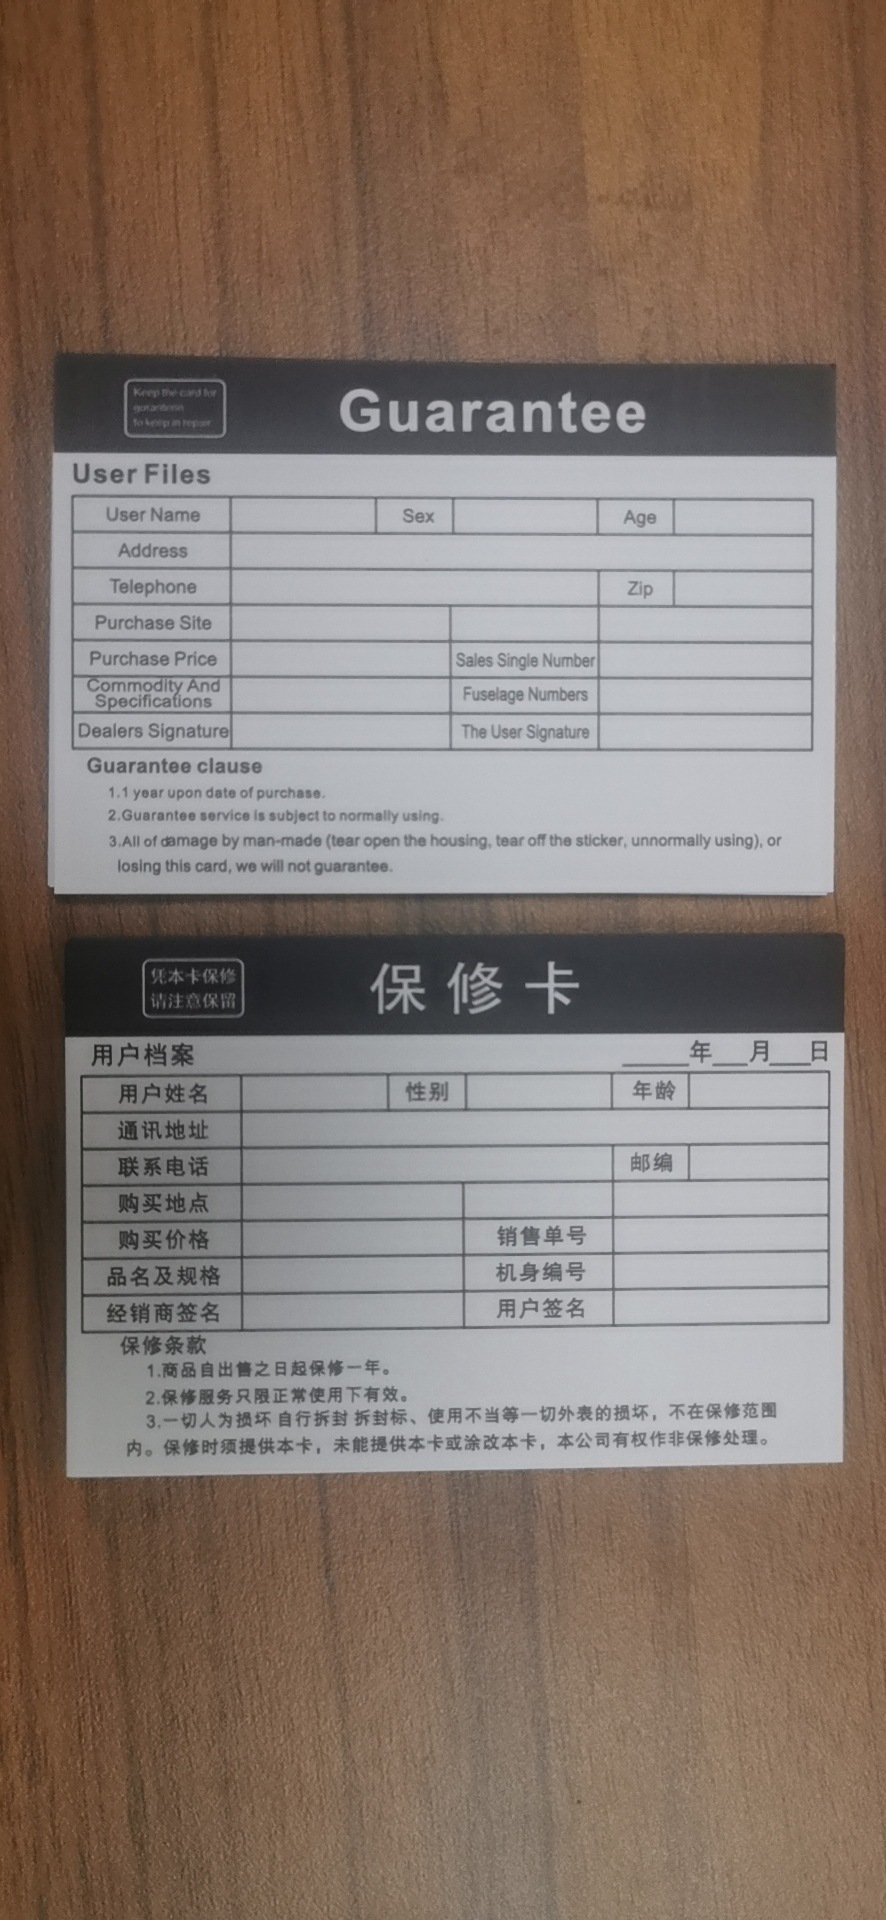 Keep the card for
to keep in repair
Guarantee
User Files
User Name Sex Age
Address
Telephone Zip
Purchase Site
Purchase Price Sales Single Number
Commodity And
Specifications Fuselage Numbers
Dealers Signature The User Signature
Guarantee clause
1.1 year upon date of purchase.
2.Guarantee service is subject to normally using.
3.All of damage by man-made (tear open the housing, tear off the sticker, unnormally using), or
losing this card, we will not guarantee.
凭本卡保修
请注意保留
保修卡
用户档案 ______年___月___日
用户姓名 性别 年龄
通讯地址
联系电话 邮编
购买地点
购买价格 销售单号
品名及规格 机身编号
经销商签名 用户签名
保修条款
1.商品自出售之日起保修一年。
2.保修服务只限正常使用下有效。
3.一切人为损坏 自行拆封 拆封标、使用不当等一切外表的损坏，不在保修范围
内。保修时须提供本卡，未能提供本卡或涂改本卡，本公司有权作非保修处理。